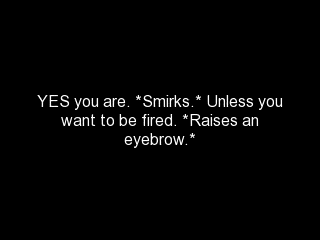 YES you are. *Smirks.* Unless you
want to be fired. *Raises an
eyebrow.*